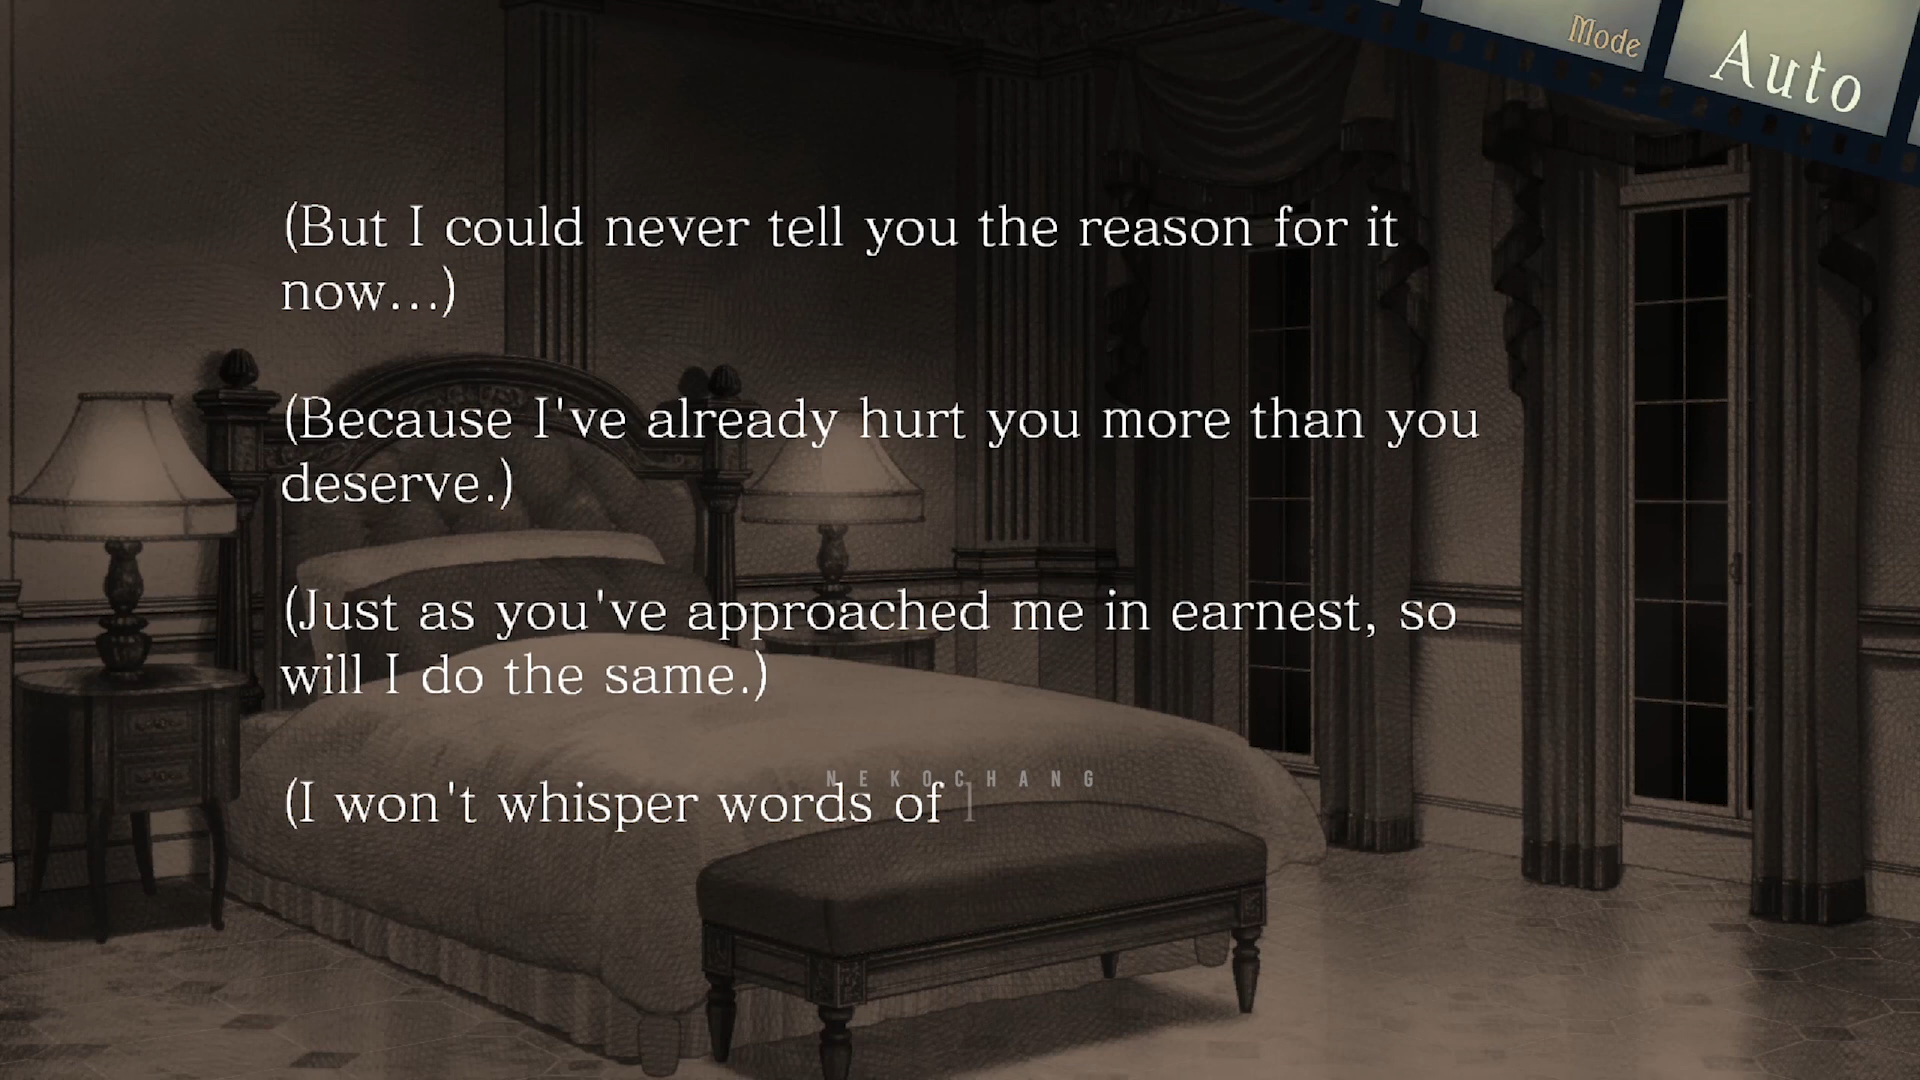 Mode
Auto
(But I could never tell you the reason for it
now...)
(Because I've already hurt you more than you
deserve.)
(Just as you've approached me in earnest, so
will I do the same.)
NEKOCHANG
(I won't whisper words of l